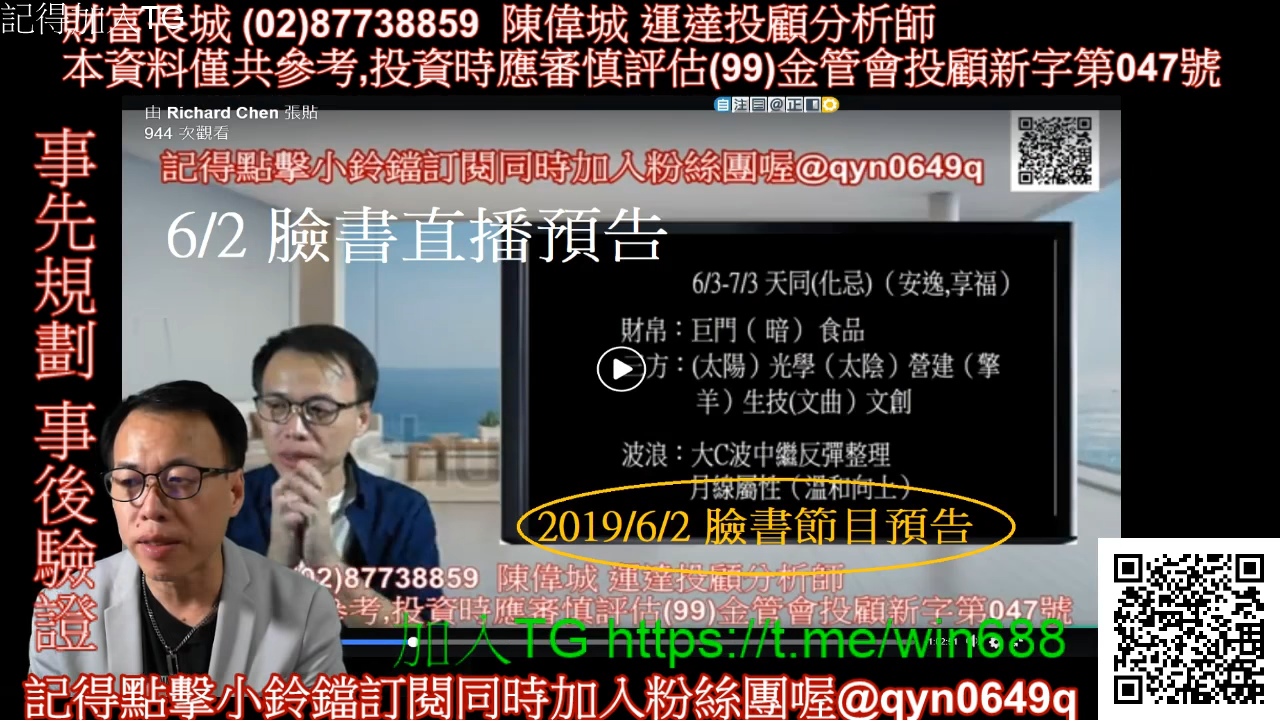 記得加入TG
財富長城 (02)87738859 陳偉城 運達投顧分析師
本資料僅共參考,投資時應審慎評估(99)金管會投顧新字第047號
由 Richard Chen 張貼
944 次觀看
自注三@正
記得點擊小鈴鐺訂閱同時加入粉絲團喔@qyn0649q
6/2 臉書直播預告
6/3-7/3 天同(化忌)（安逸,享福）
財帛：巨門（ 暗） 食品
三方：(太陽）光學（太陰）營建（擎
羊）生技(文曲）文創
波浪：大C波中繼反彈整理
月線屬性（溫和向上）
2019/6/2 臉書節目預告
事先規劃 事後驗證
02)87738859 陳偉城 運達投顧分析師
參考,投資時應審慎評估(99)金管會投顧新字第047號
加入TG https://t.me/win688
記得點擊小鈴鐺訂閱同時加入粉絲團喔@qyn0649q